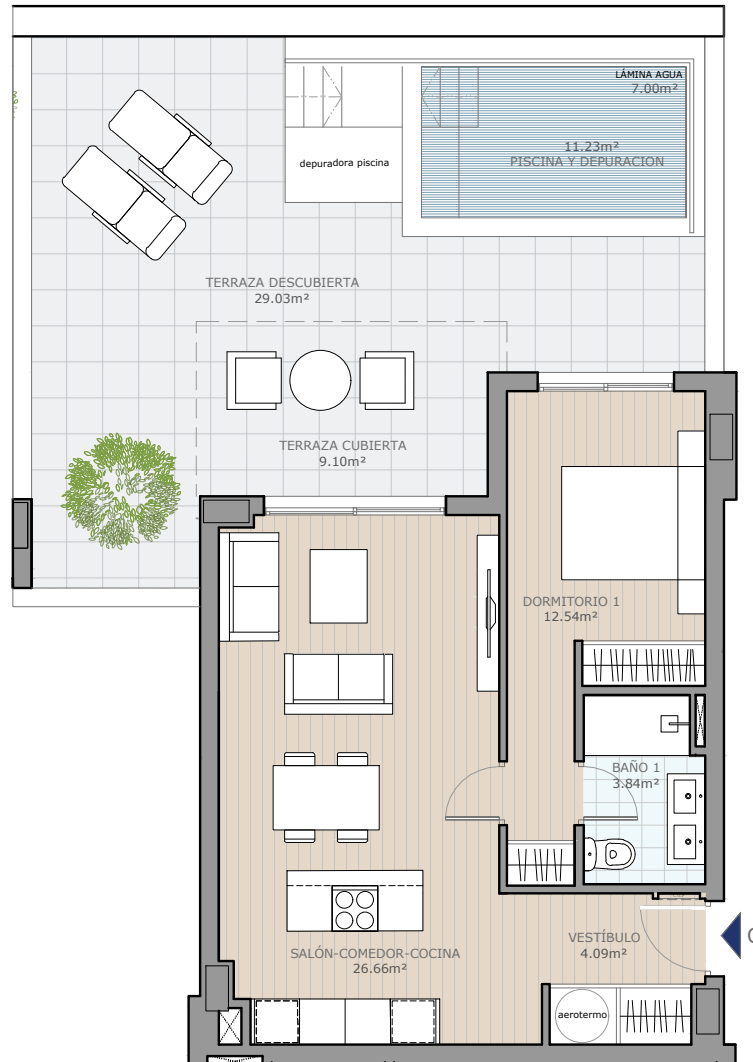 LÁMINA AGUA
7.00m²
11.23m²
PISCINA Y DEPURACION
depuradora piscina
TERRAZA DESCUBIERTA
29.03m²
TERRAZA CUBIERTA
9.10m²
DORMITORIO 1
12.54m²
BAÑO 1
3.84m²
SALÓN-COMEDOR-COCINA
26.66m²
VESTÍBULO
4.09m²
aerotermo